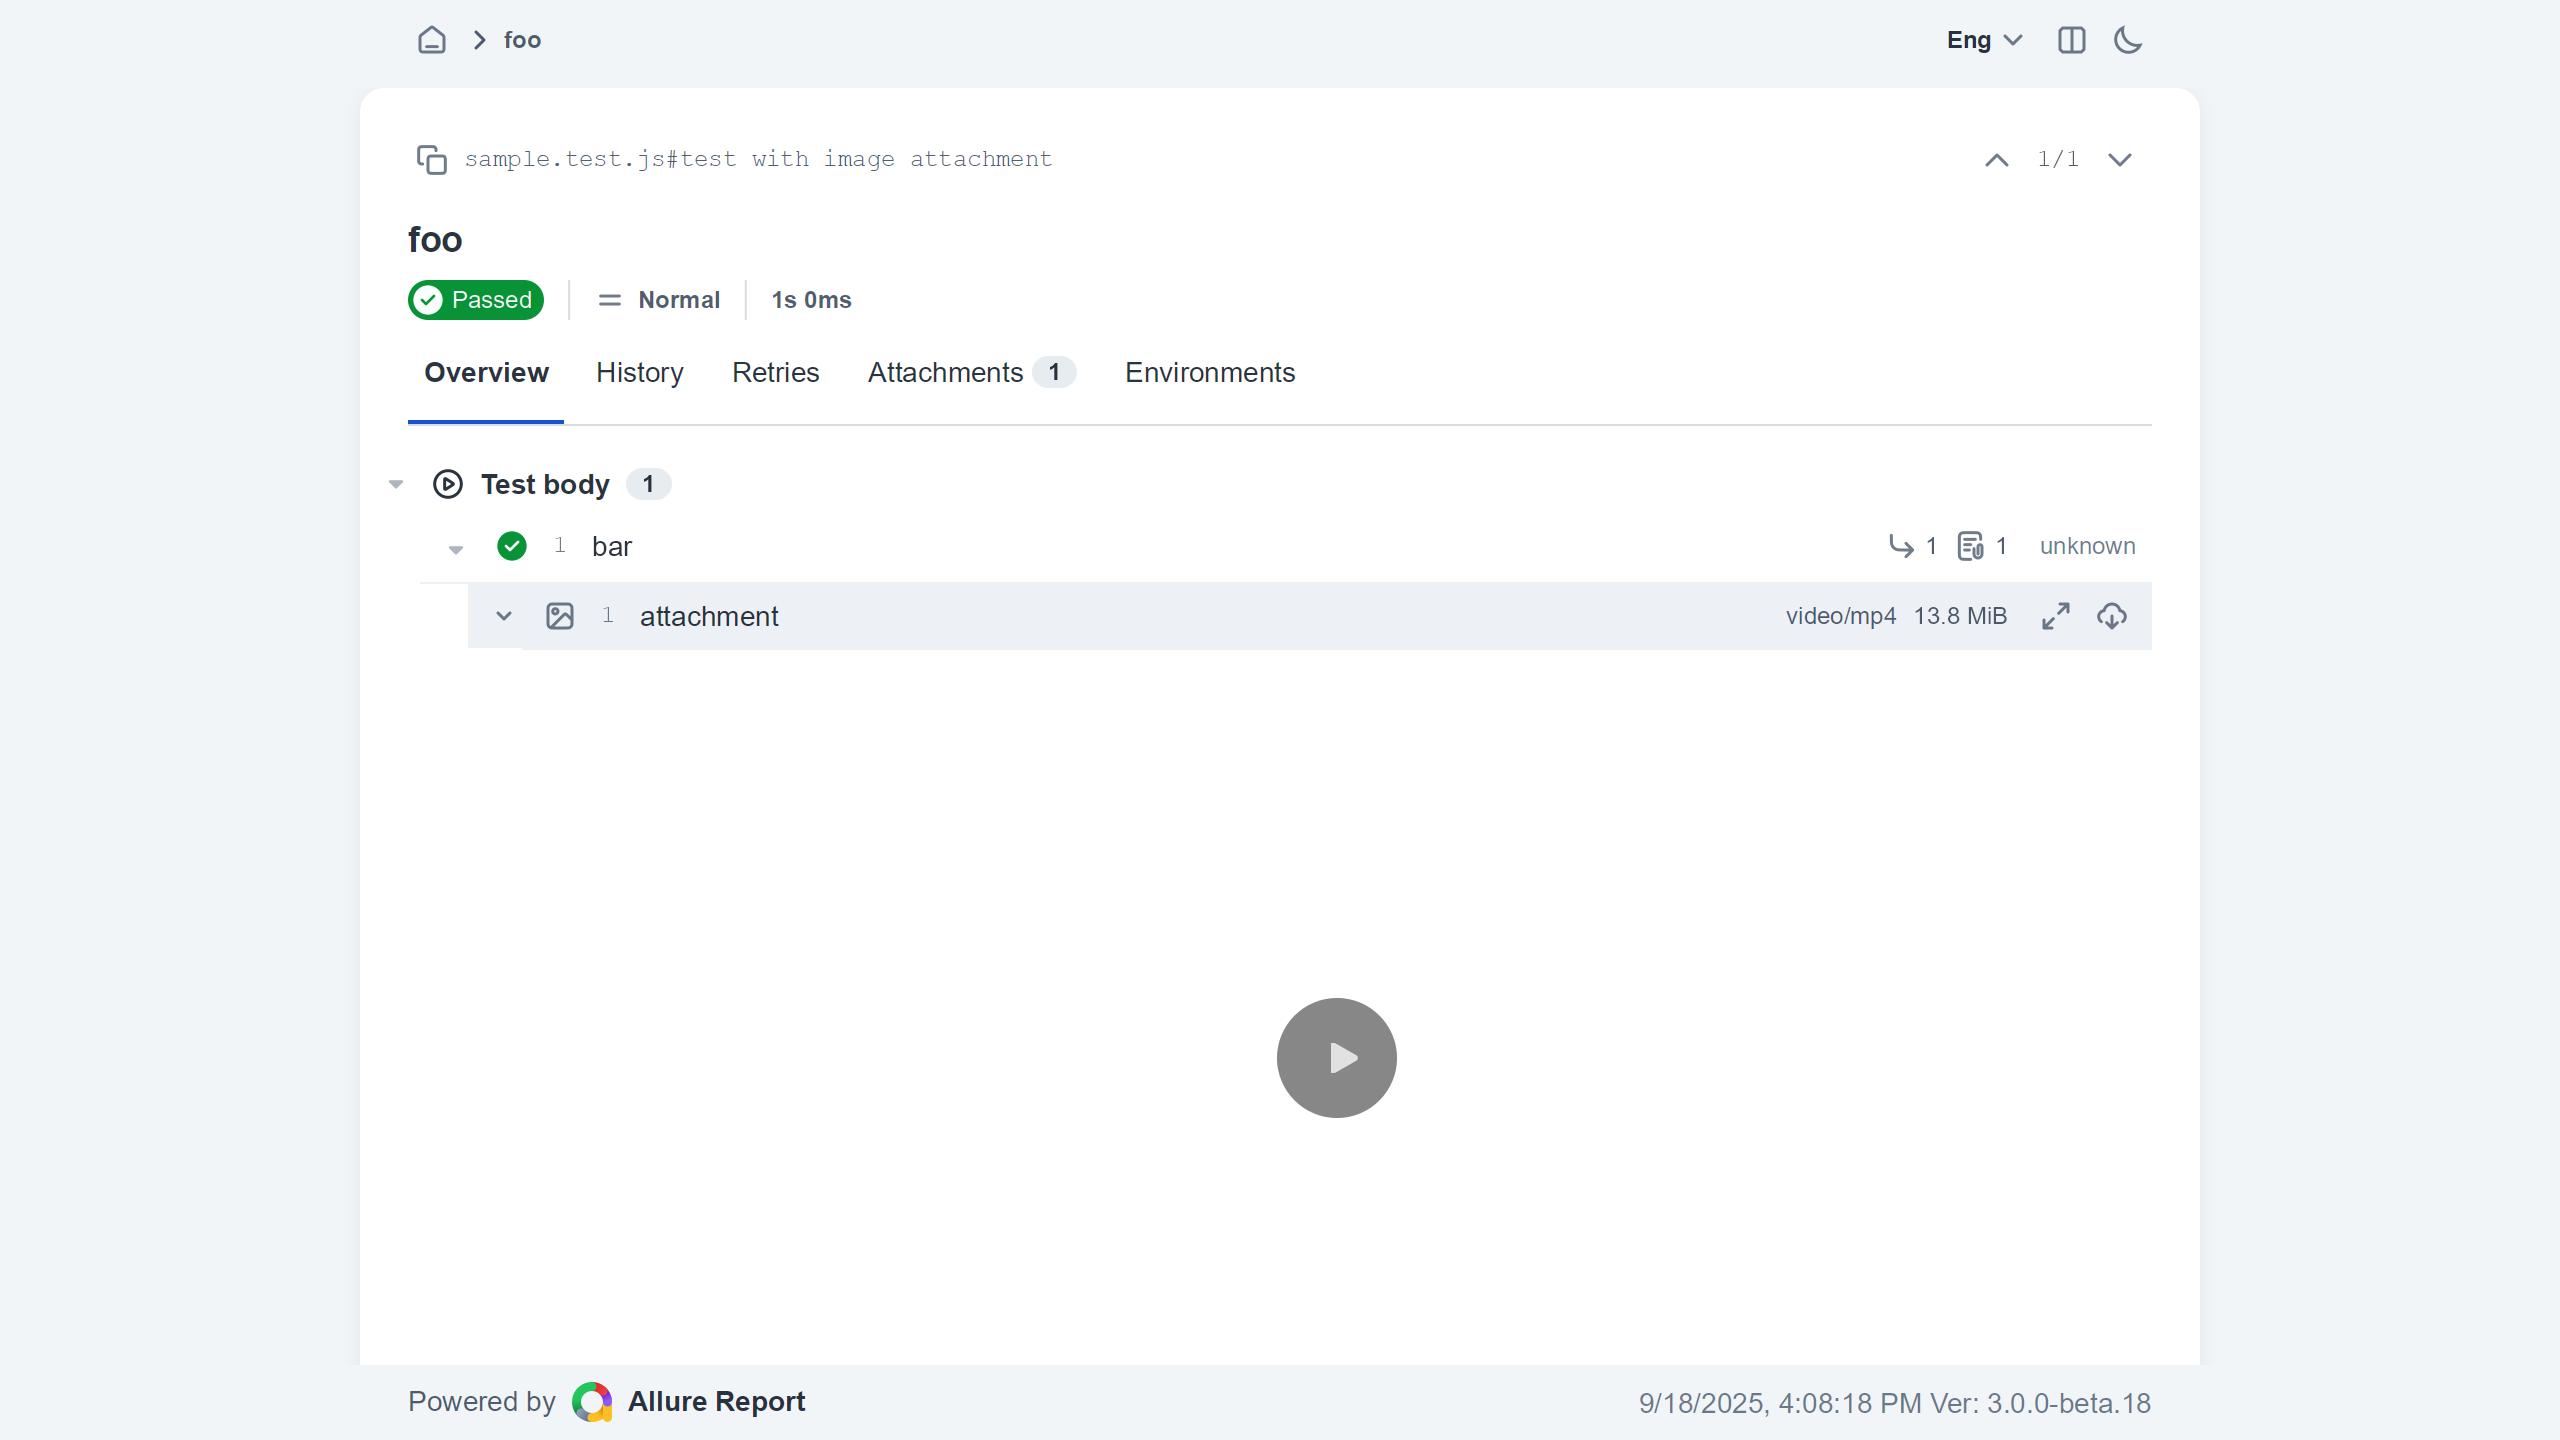 foo
Eng
sample.test.js#test with image attachment
1/1
foo
Passed Normal 1s 0ms
Overview History Retries Attachments 1 Environments
Test body 1
1 bar 1 1 unknown
1 attachment video/mp4 13.8 MiB
Powered by Allure Report
9/18/2025, 4:08:18 PM Ver: 3.0.0-beta.18